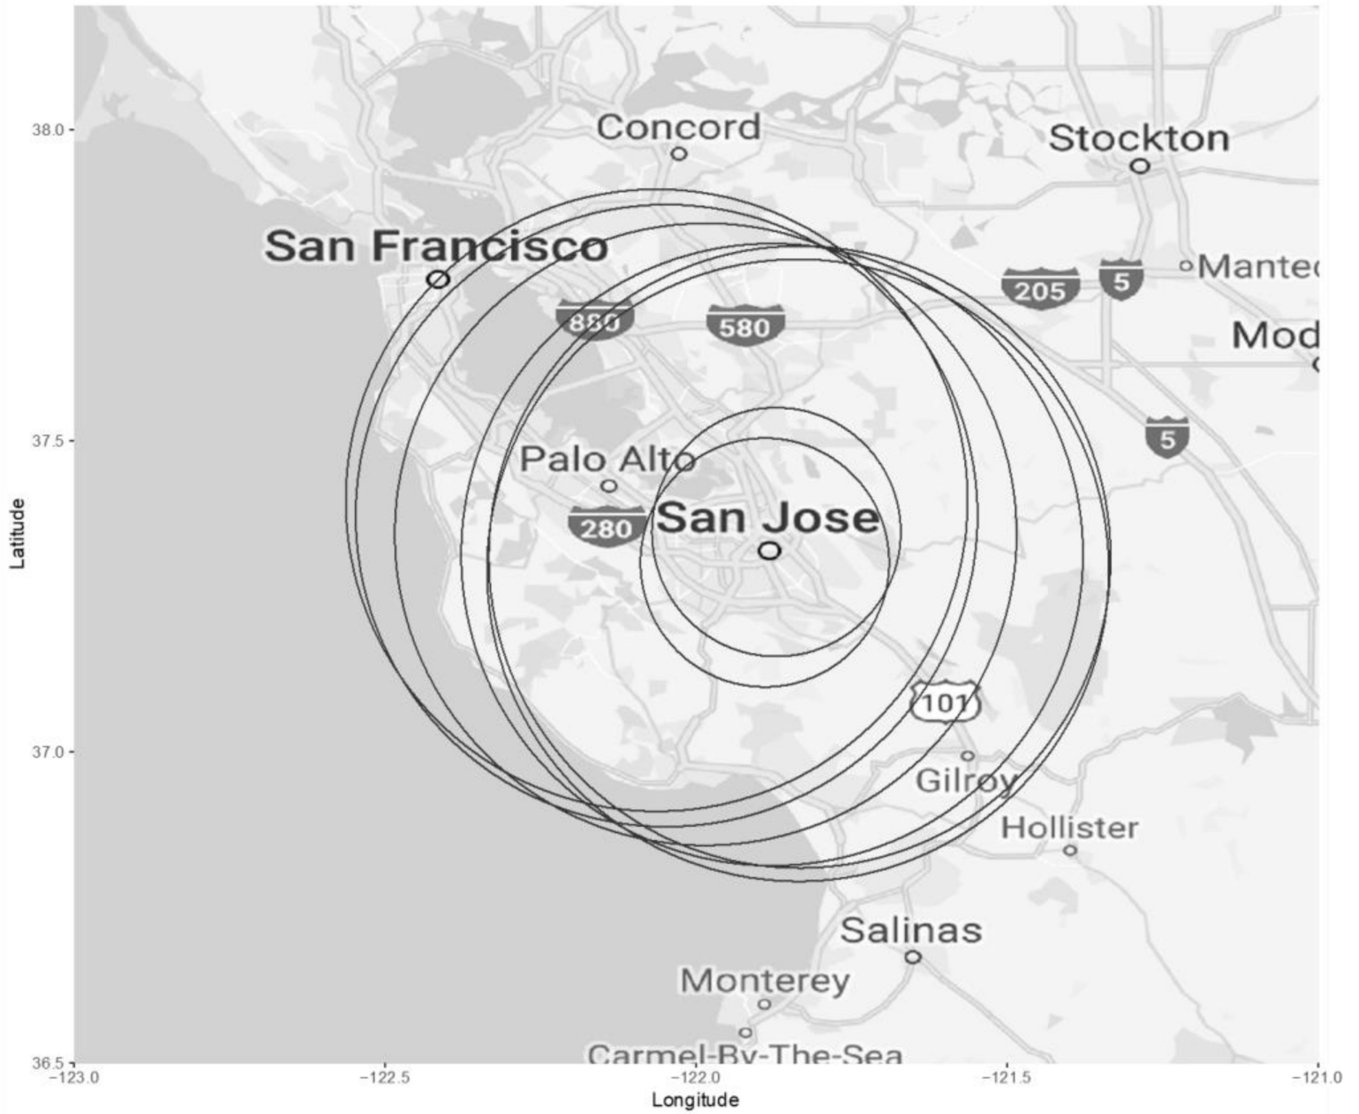 38.0
Concord
Stockton
San Francisco
Mantec
5
205
880
580
Mod
37.5
5
Palo Alto
280
San Jose
Latitude
101
37.0
Gilroy
Hollister
Salinas
Monterey
Carmel-By-The-Sea
36.5
−123.0 −122.5 −122.0 −121.5 −121.0
Longitude